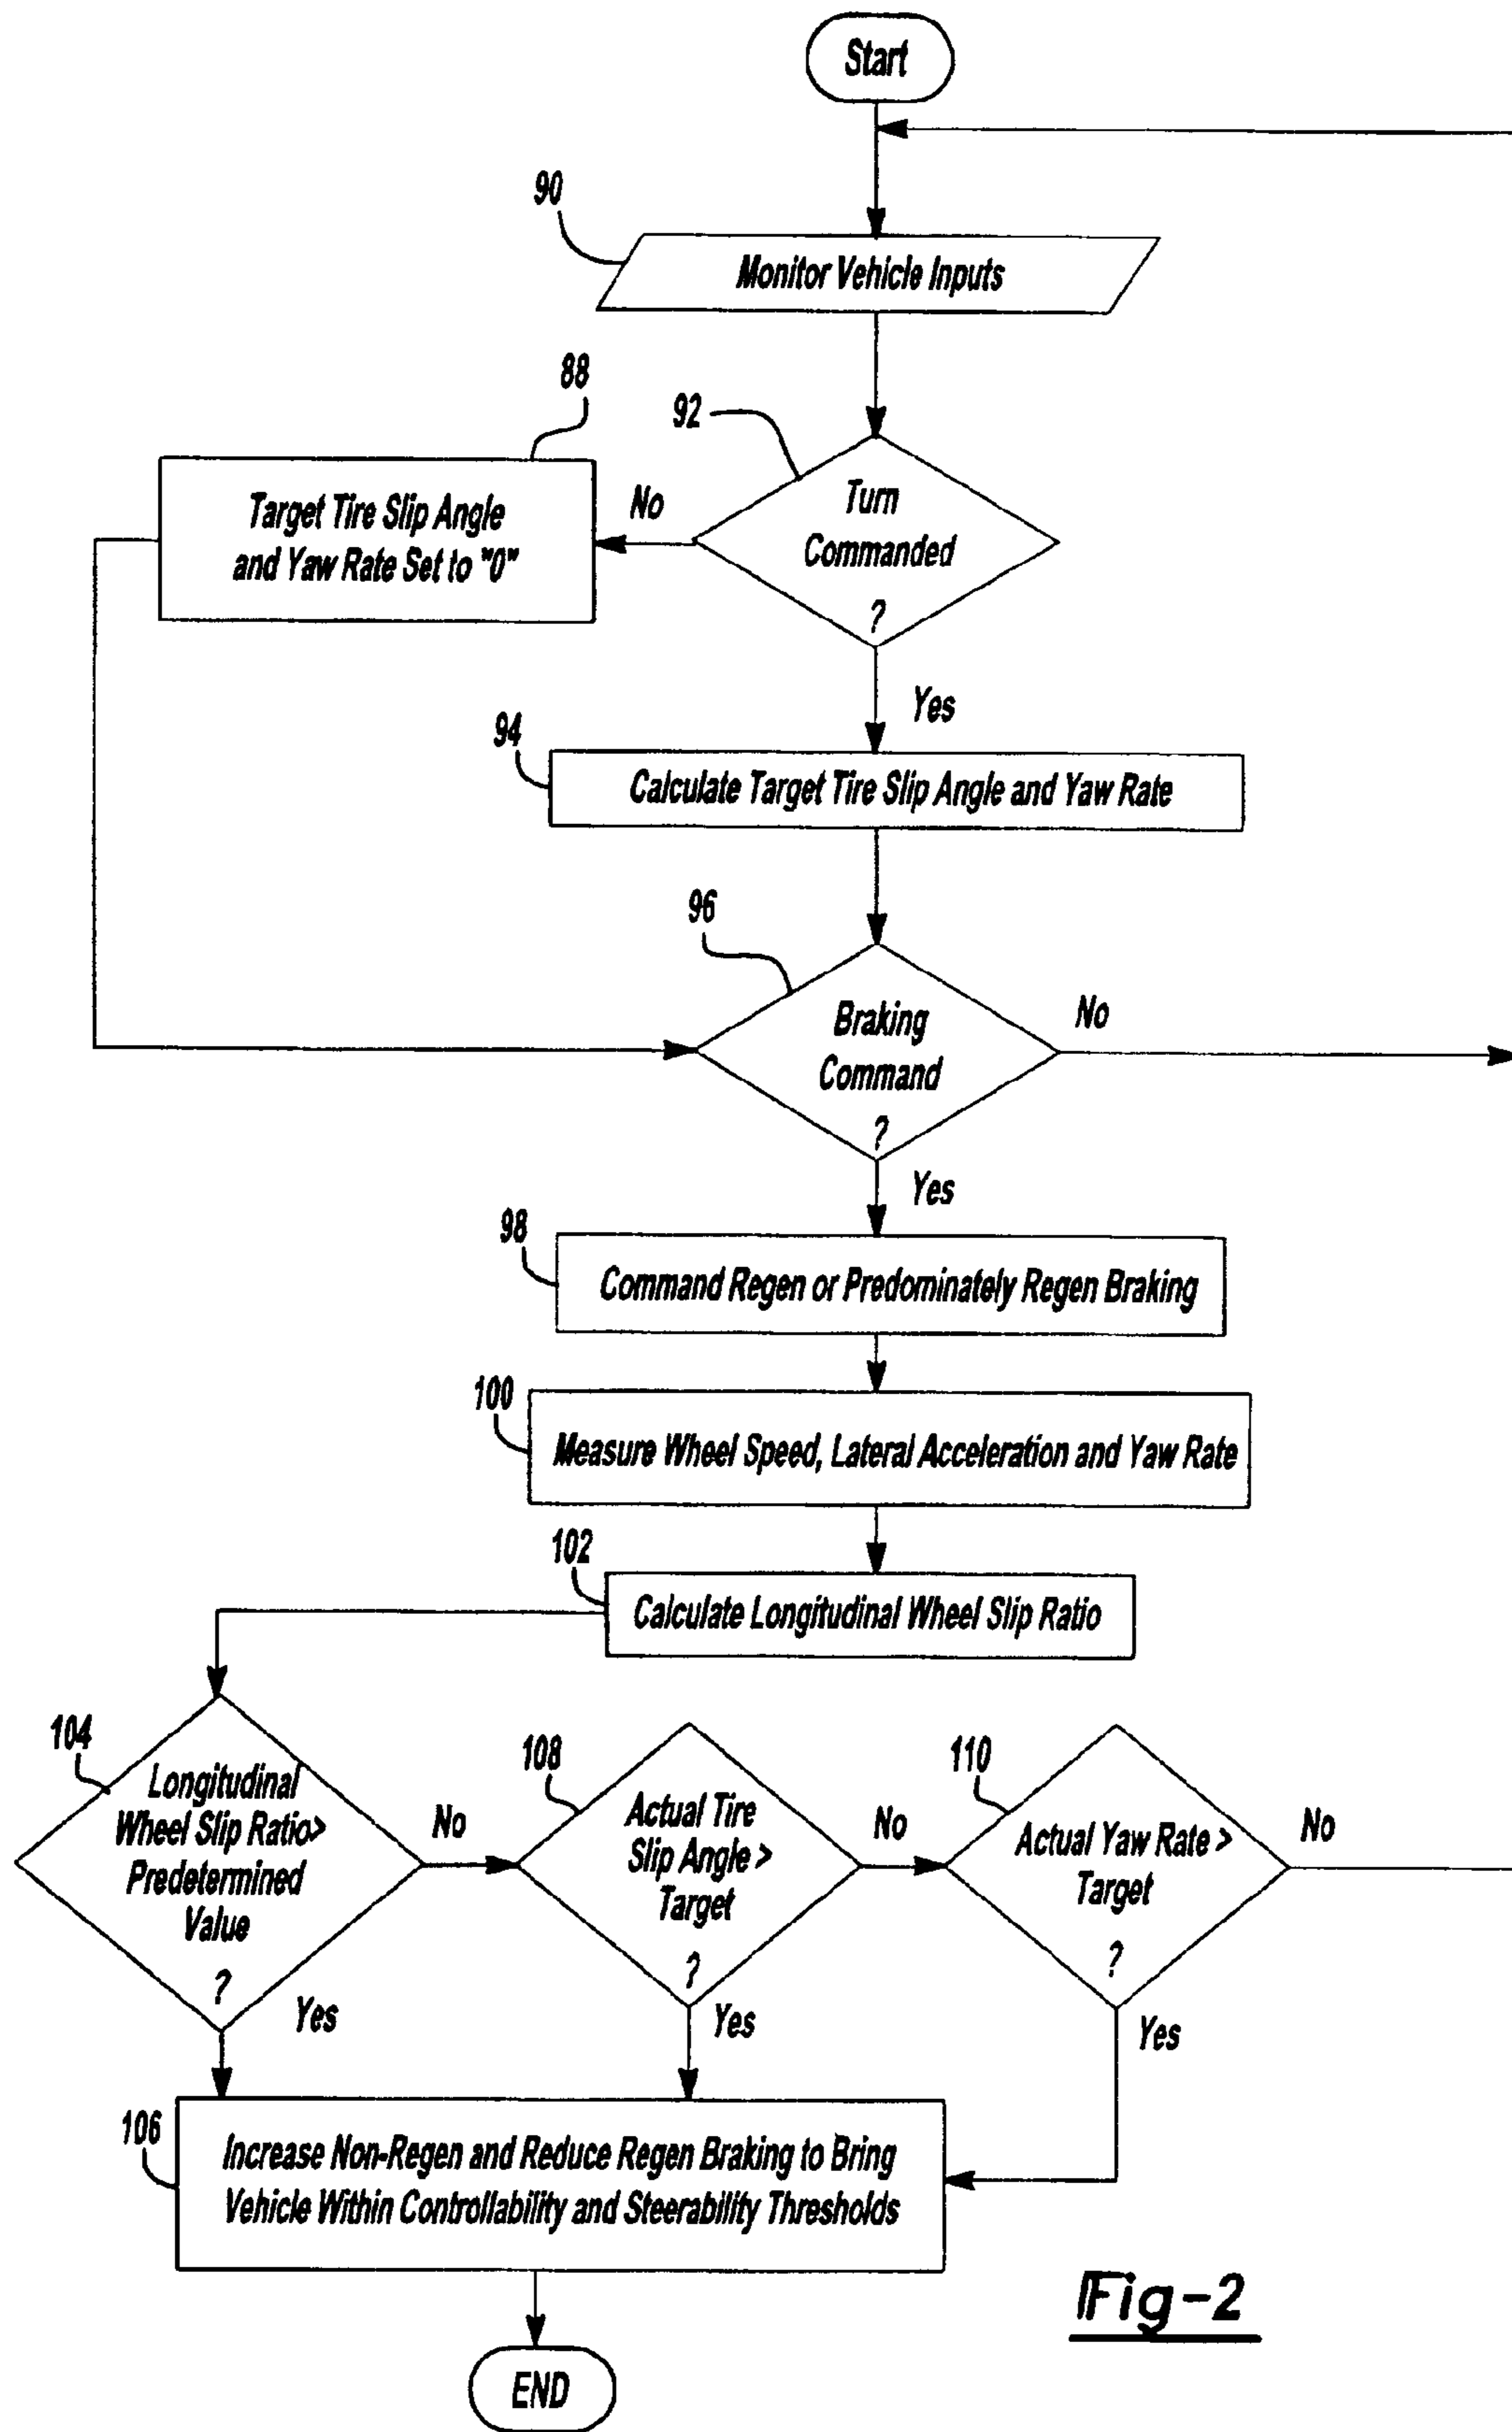 Start
90
Monitor Vehicle Inputs
88
92
Target Tire Slip Angle
and Yaw Rate Set to "0"
No
Turn
Commanded
?
Yes
94
Calculate Target Tire Slip Angle and Yaw Rate
96
Braking
Command
?
No
Yes
98
Command Regen or Predominately Regen Braking
100
Measure Wheel Speed, Lateral Acceleration and Yaw Rate
102
Calculate Longitudinal Wheel Slip Ratio
104
Longitudinal
Wheel Slip Ratio>
Predetermined
Value
?
No
Yes
108
Actual Tire
Slip Angle >
Target
?
No
Yes
110
Actual Yaw Rate >
Target
?
No
Yes
106
Increase Non-Regen and Reduce Regen Braking to Bring
Vehicle Within Controllability and Steerability Thresholds
END
Fig-2